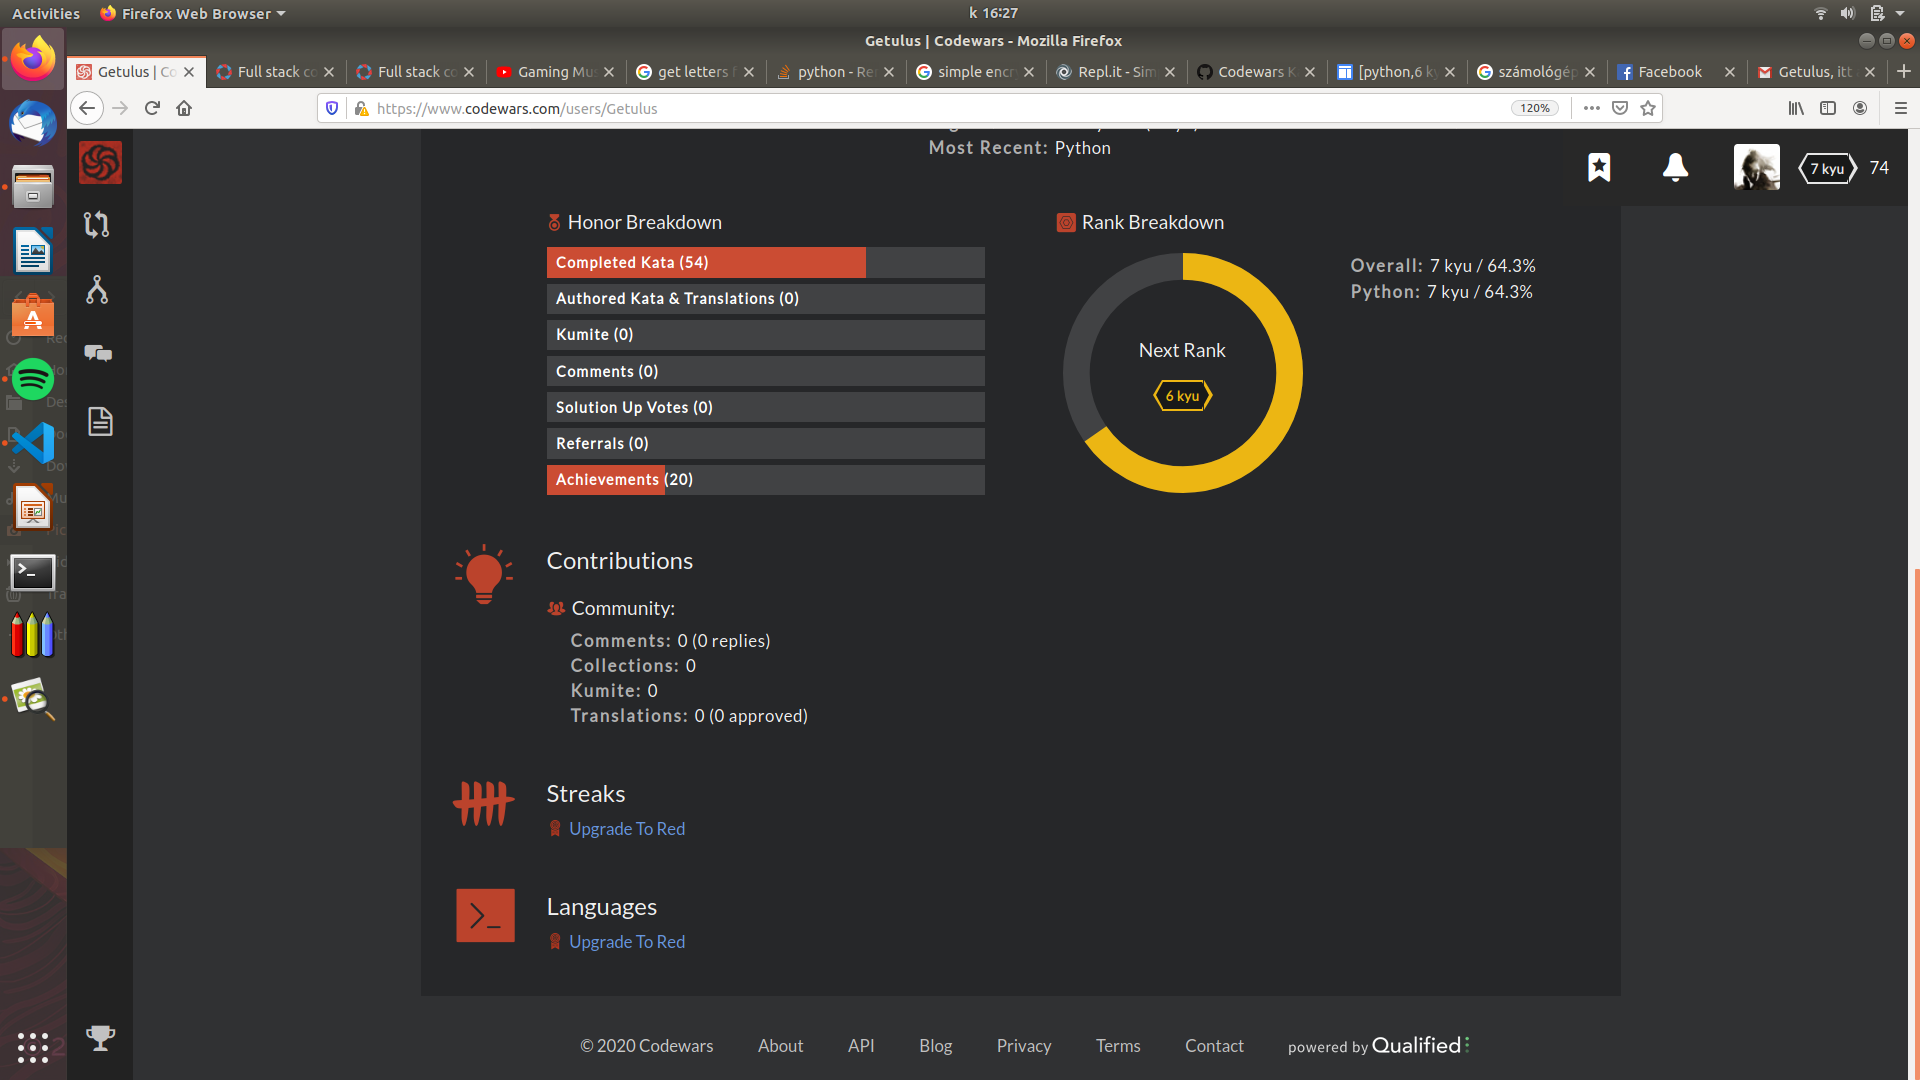 Activities Firefox Web Browser k 16:27
Getulus | Codewars - Mozilla Firefox
Getulus | Co Full stack co Full stack co Gaming Mus get letters f python - Re simple encr Repl.it - Sim Codewars K [python,6 ky számológép Facebook Getulus, itt
https://www.codewars.com/users/Getulus 120%
Most Recent: Python
7 kyu 74
Honor Breakdown
Completed Kata (54)
Authored Kata & Translations (0)
Kumite (0)
Comments (0)
Solution Up Votes (0)
Referrals (0)
Achievements (20)
Rank Breakdown
Next Rank
6 kyu
Overall: 7 kyu / 64.3%
Python: 7 kyu / 64.3%
Contributions
Community:
Comments: 0 (0 replies)
Collections: 0
Kumite: 0
Translations: 0 (0 approved)
Streaks
Upgrade To Red
Languages
Upgrade To Red
© 2020 Codewars About API Blog Privacy Terms Contact powered by Qualified